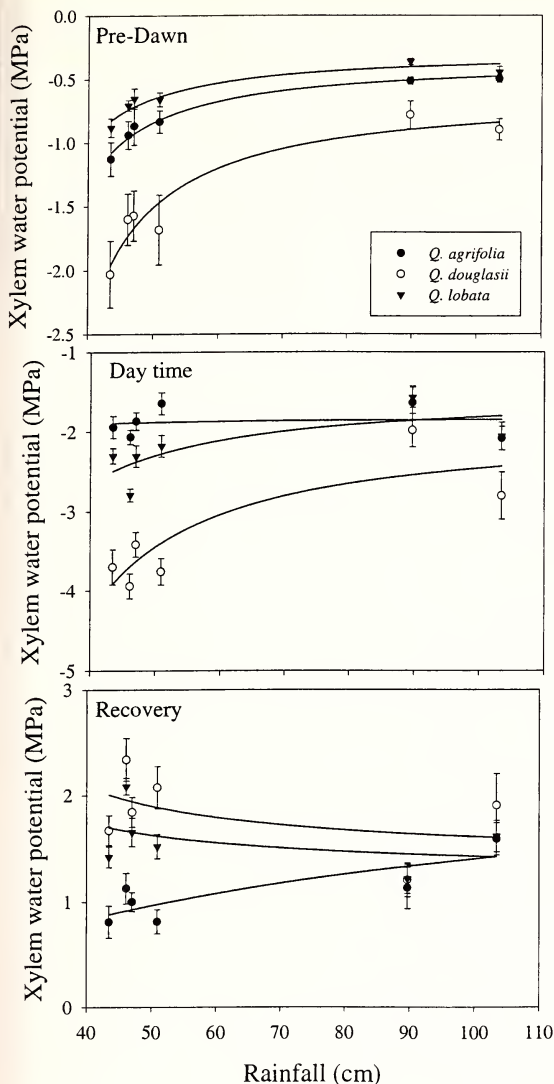 Xylem water potential (MPa)
0.0
-0.5
-1.0
-1.5
-2.0
-2.5
Pre-Dawn
Q. agrifolia
Q. douglasii
Q. lobata
Xylem water potential (MPa)
-1
-2
-3
-4
-5
Day time
Xylem water potential (MPa)
3
2
1
0
Recovery
40 50 60 70 80 90 100 110
Rainfall (cm)